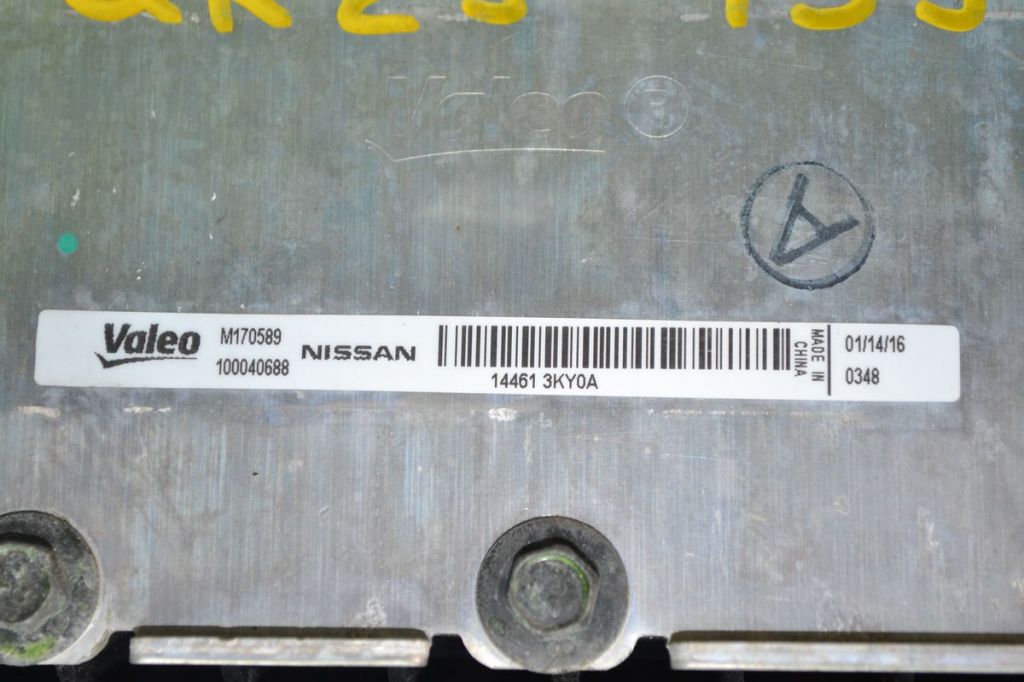 Valeo ®
A
Valeo M170589
100040688
NISSAN
14461 3KY0A
MADE IN
CHINA
01/14/16
0348